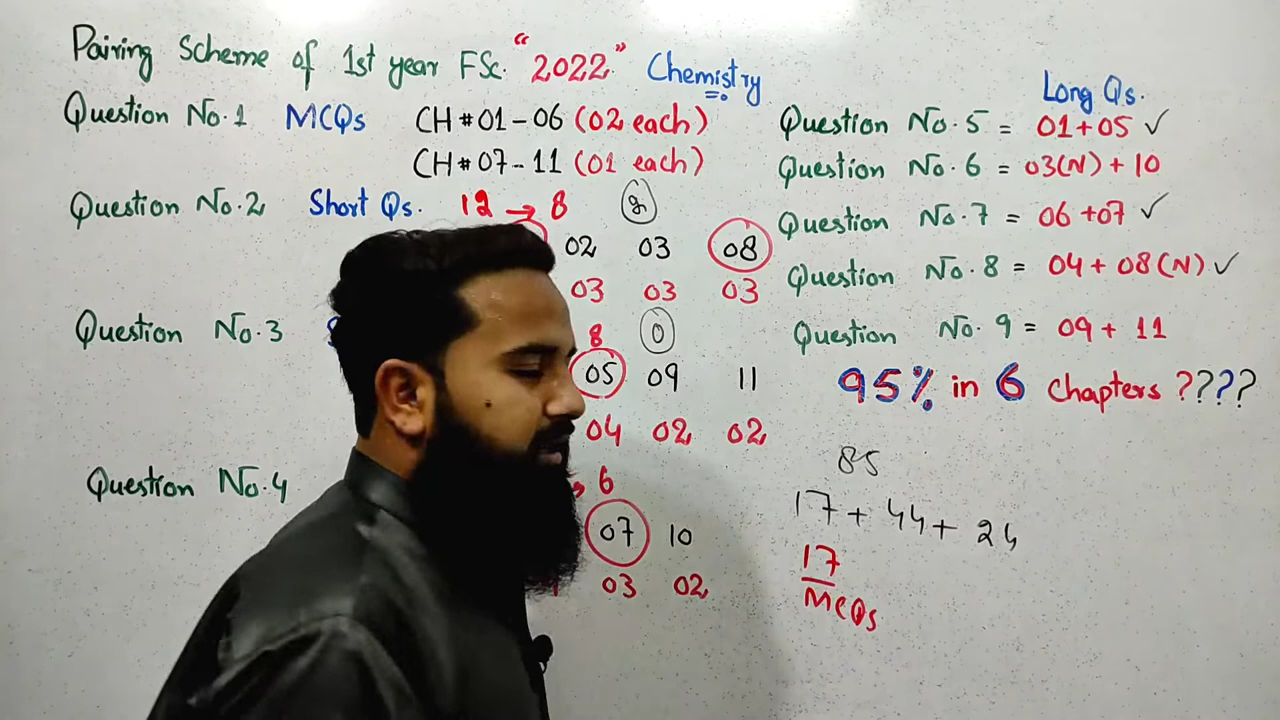 Pairing Scheme of 1st year FSc. "2022" Chemistry
Question No.1 MCQs CH#01-06 (02 each)
CH#07-11 (01 each)
Question No.2 Short Qs. 12 → 8
02 03 08
03 03 03
Question No.3 8 0
05 09 11
04 02 02
Question No.4 6
07 10
03 02
Long Qs.
Question No.5 = 01+05 ✓
Question No.6 = 03(N) + 10
Question No.7 = 06+07 ✓
Question No.8 = 04+08(N) ✓
Question No.9 = 09+11
95% in 6 Chapters ????
85
17 + 44 + 24
17
MCQs